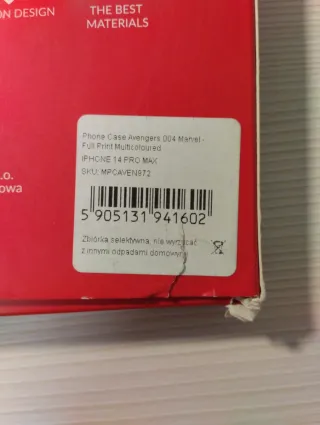 ON DESIGN
THE BEST
MATERIALS
.o.
owa
Phone Case Avengers 004 Marvel -
Full Print Multicoloured
IPHONE 14 PRO MAX
SKU: MPCAVEN872
5 905131 941602
Zbiórka selektywna, nie wyrzucać
z innymi odpadami domowymi